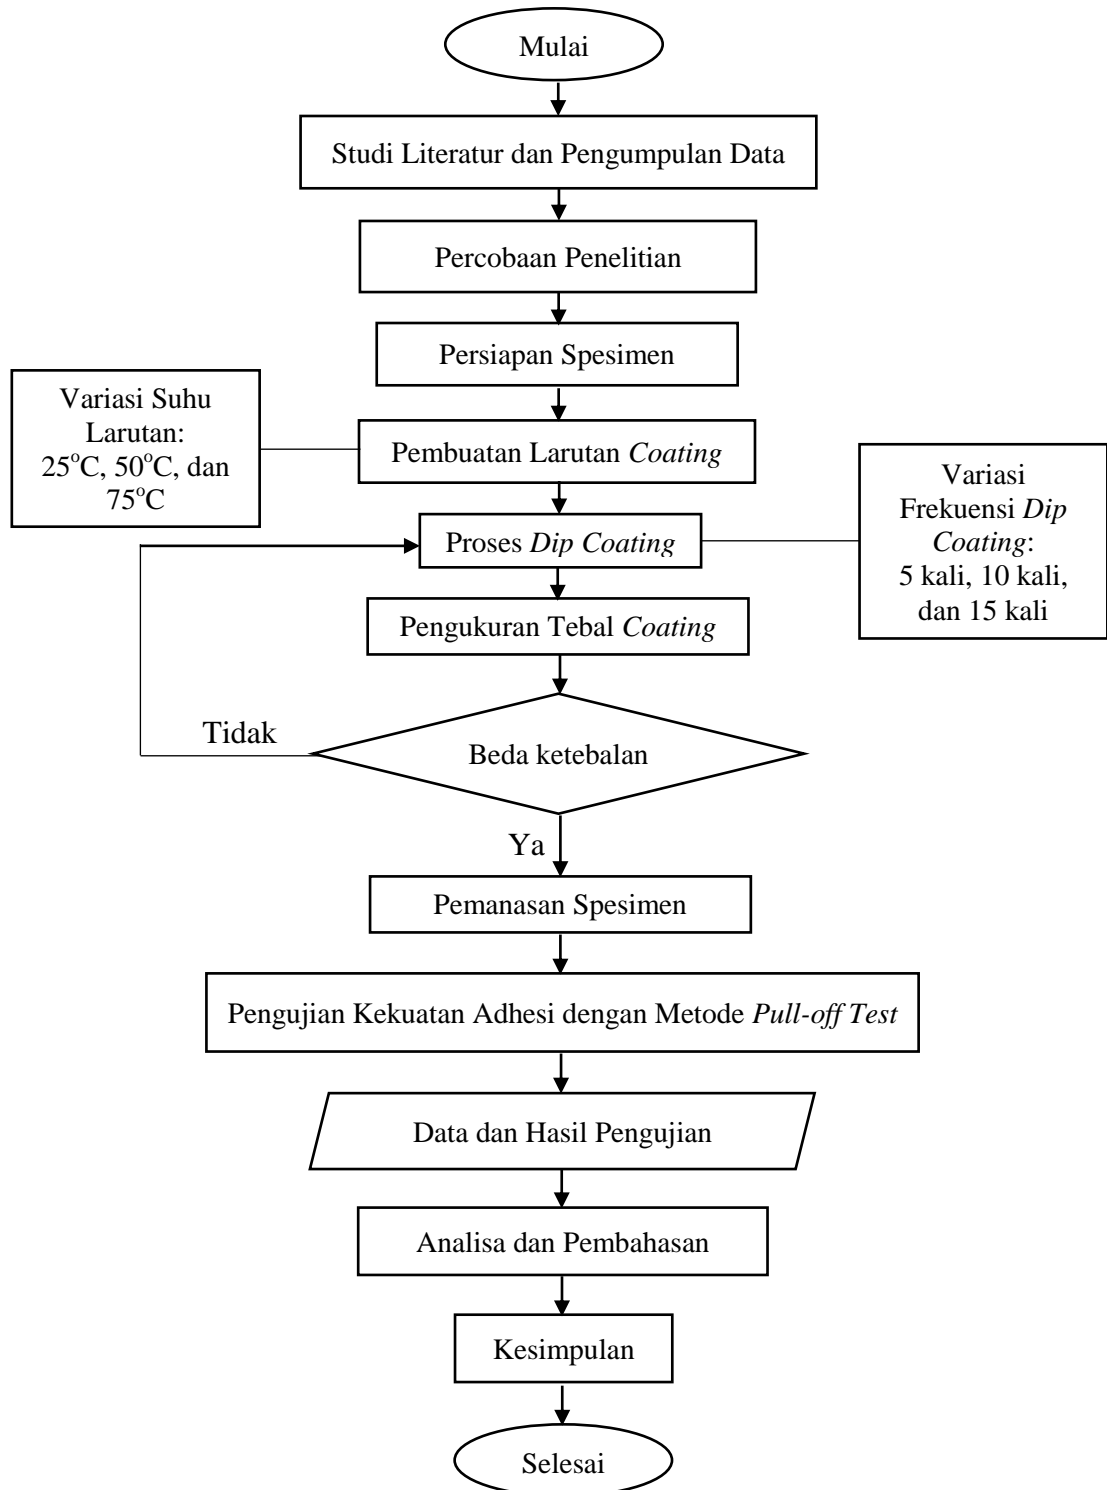 Mulai
Studi Literatur dan Pengumpulan Data
Percobaan Penelitian
Persiapan Spesimen
Variasi Suhu
Larutan:
25°C, 50°C, dan
75°C
Pembuatan Larutan Coating
Variasi
Frekuensi Dip
Coating:
5 kali, 10 kali,
dan 15 kali
Proses Dip Coating
Pengukuran Tebal Coating
Tidak
Beda ketebalan
Ya
Pemanasan Spesimen
Pengujian Kekuatan Adhesi dengan Metode Pull-off Test
Data dan Hasil Pengujian
Analisa dan Pembahasan
Kesimpulan
Selesai